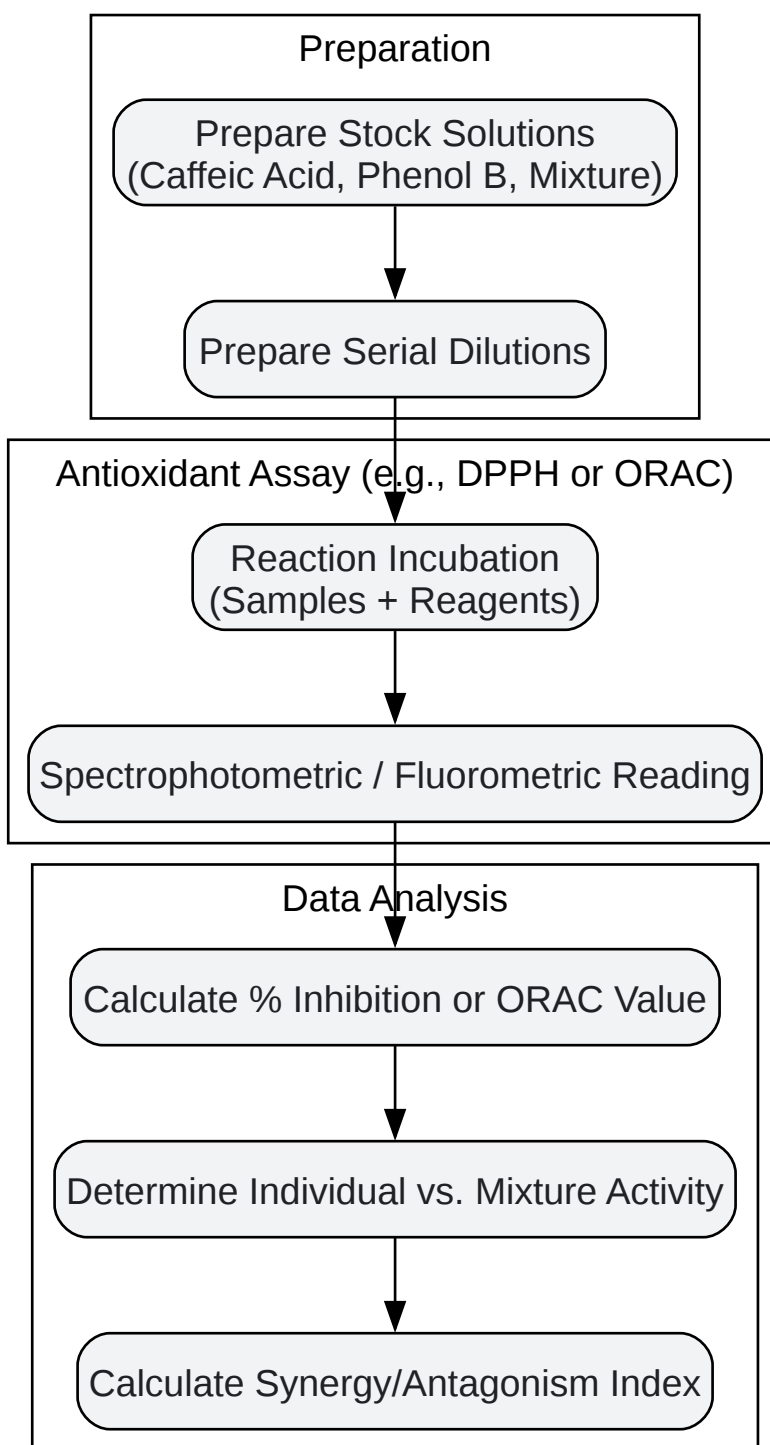 Preparation
Prepare Stock Solutions
(Caffeic Acid, Phenol B, Mixture)
Prepare Serial Dilutions
Antioxidant Assay (e.g., DPPH or ORAC)
Reaction Incubation
(Samples + Reagents)
Spectrophotometric / Fluorometric Reading
Data Analysis
Calculate % Inhibition or ORAC Value
Determine Individual vs. Mixture Activity
Calculate Synergy/Antagonism Index